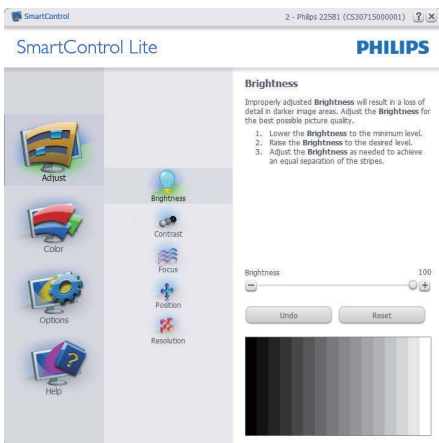 SmartControl
2 - Philips 225B1 (CS30715000001)
? ×
SmartControl Lite
PHILIPS
Adjust
Color
Options
Help
Brightness
Contrast
Focus
Position
Resolution
Brightness
Improperly adjusted Brightness will result in a loss of
detail in darker image areas. Adjust the Brightness for
the best possible picture quality.
1. Lower the Brightness to the minimum level.
2. Raise the Brightness to the desired level.
3. Adjust the Brightness as needed to achieve
an equal separation of the stripes.
Brightness 100
Undo Reset